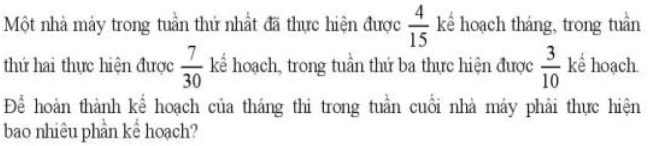 Một nhà máy trong tuần thứ nhất đã thực hiện được 4/15 kế hoạch tháng, trong tuần
thứ hai thực hiện được 7/30 kế hoạch, trong tuần thứ ba thực hiện được 3/10 kế hoạch.
Để hoàn thành kế hoạch của tháng thì trong tuần cuối nhà máy phải thực hiện
bao nhiêu phần kế hoạch?